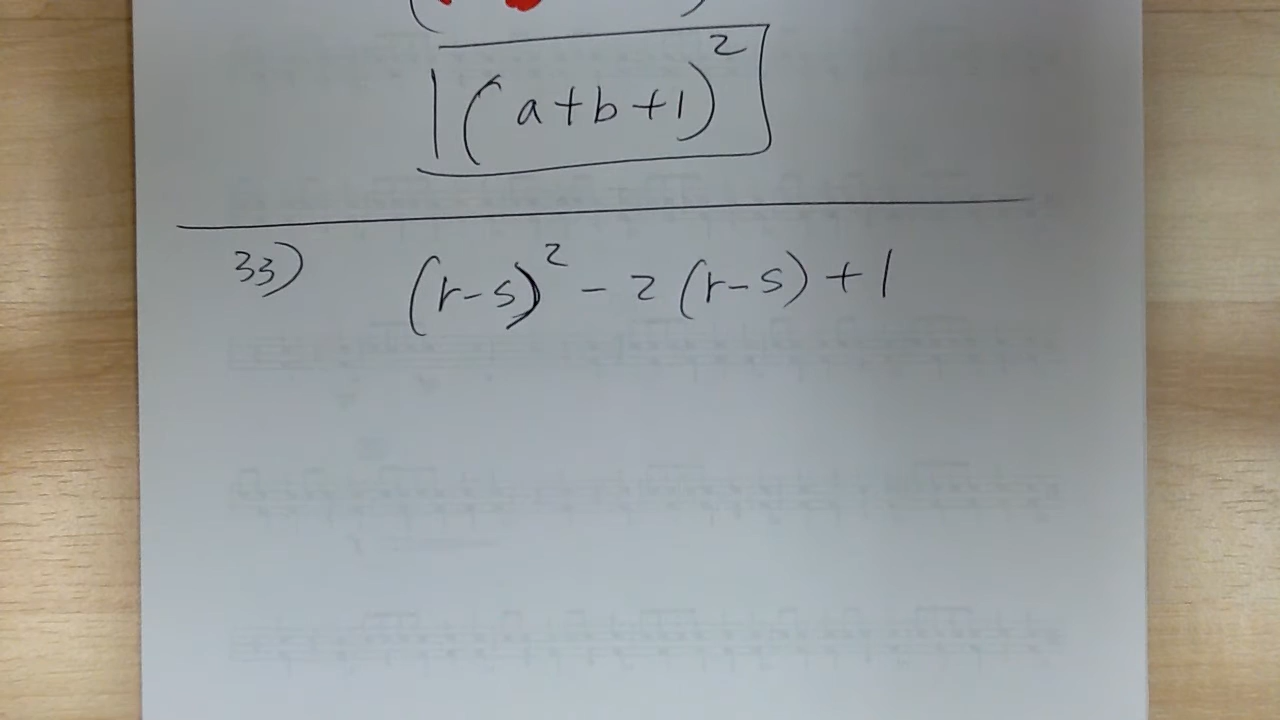 (a+b+1)²
33) (r-s)² - 2(r-s) + 1